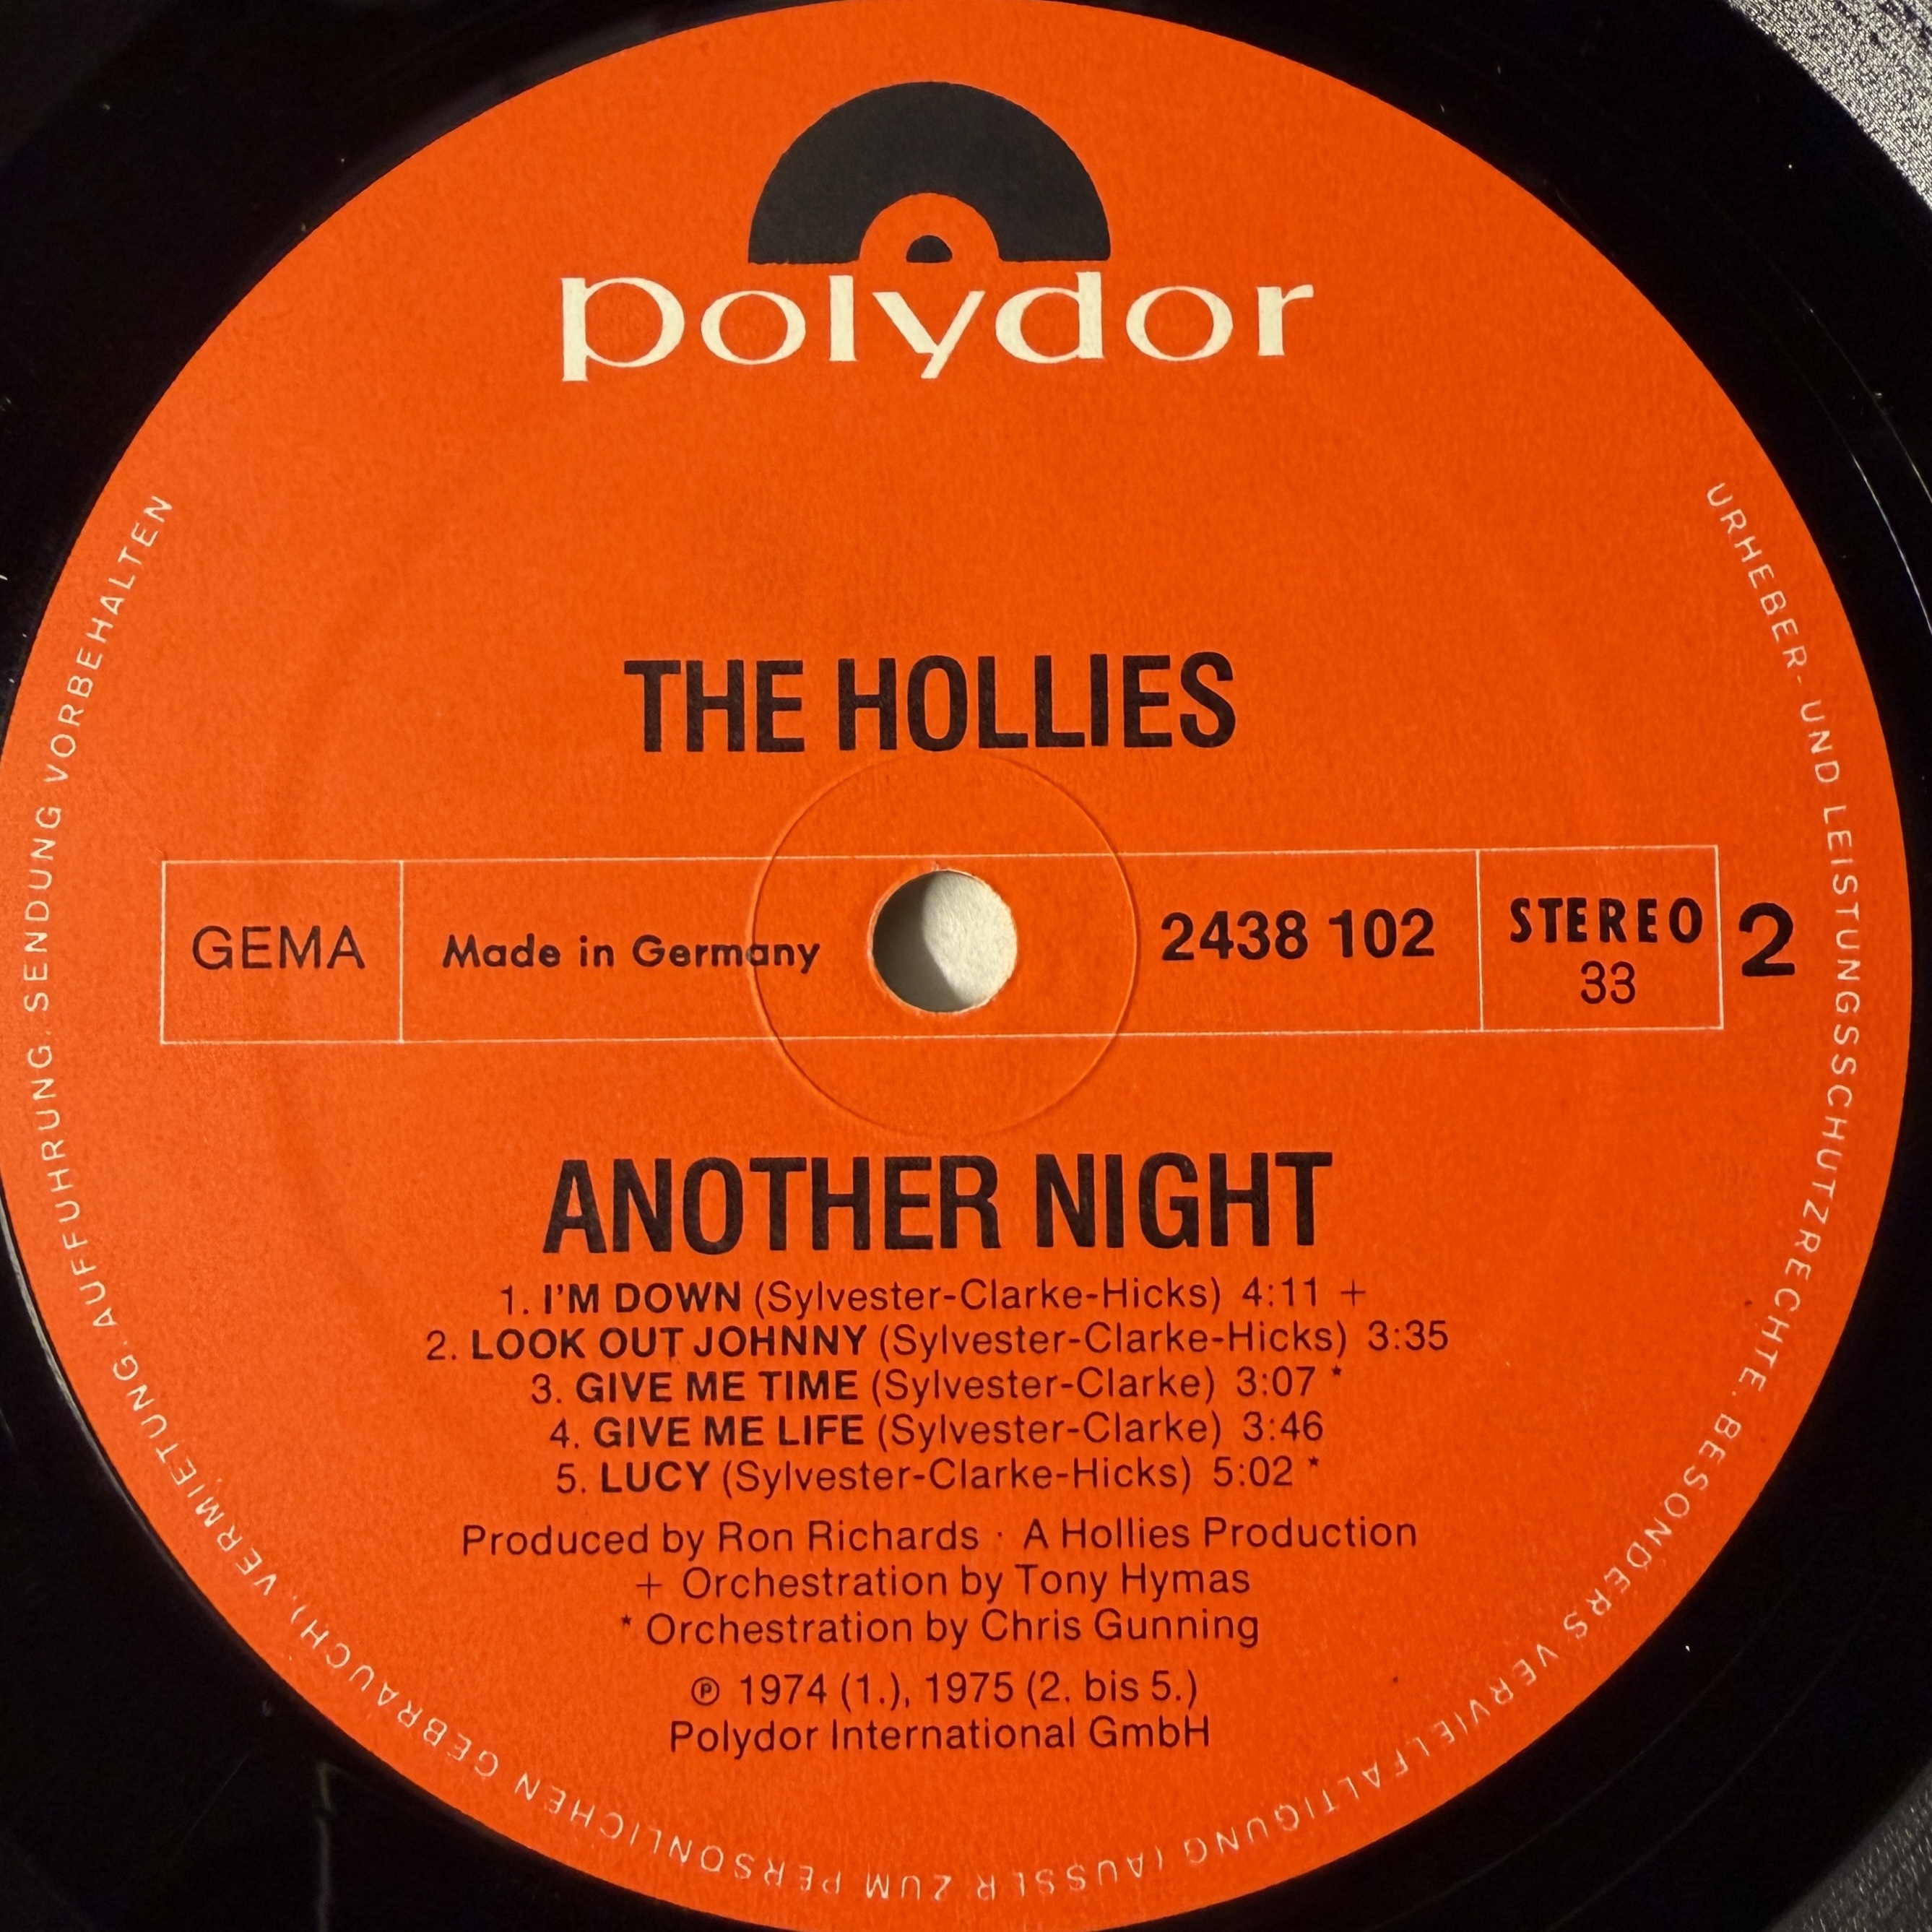 polydor
THE HOLLIES
GEMA
Made in Germany
2438 102
STEREO
33
2
ANOTHER NIGHT
1. I'M DOWN (Sylvester-Clarke-Hicks) 4:11 +
2. LOOK OUT JOHNNY (Sylvester-Clarke-Hicks) 3:35
3. GIVE ME TIME (Sylvester-Clarke) 3:07 *
4. GIVE ME LIFE (Sylvester-Clarke) 3:46
5. LUCY (Sylvester-Clarke-Hicks) 5:02 *
Produced by Ron Richards · A Hollies Production
+ Orchestration by Tony Hymas
* Orchestration by Chris Gunning
℗ 1974 (1.), 1975 (2. bis 5.)
Polydor International GmbH
URHEBER- UND LEISTUNGSSCHUTZRECHTE, BESONDERS VERVIELFALTIGUNG (AUSSER ZUM PERSONLICHEN GEBRAUCH), VERMIETUNG, AUFFUHRUNG, SENDUNG VORBEHALTEN